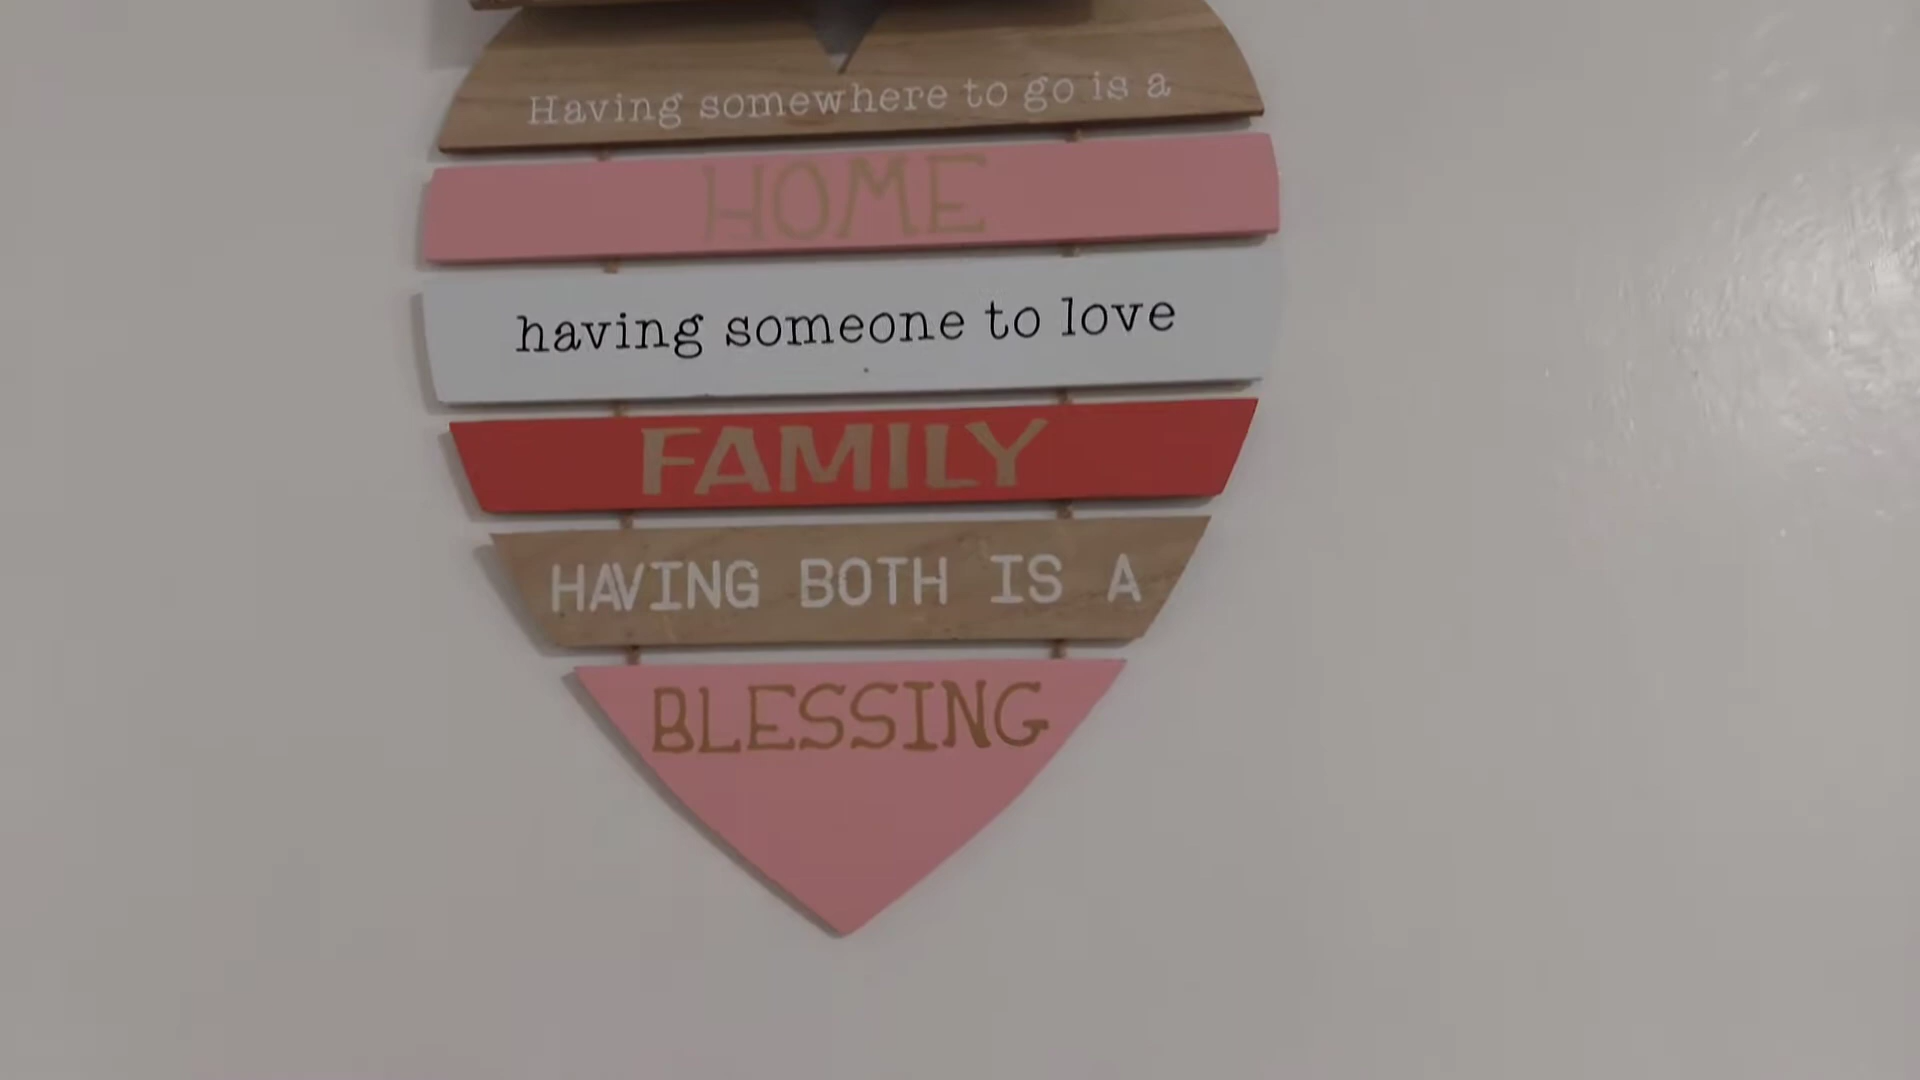 Having somewhere to go is a
HOME
having someone to love
FAMILY
HAVING BOTH IS A
BLESSING